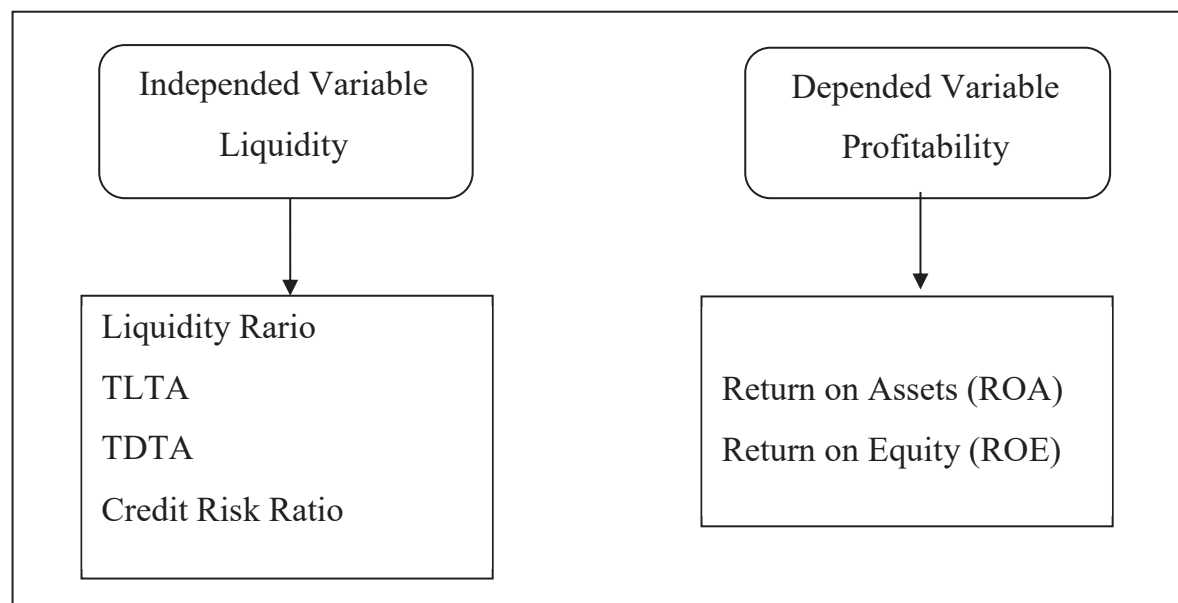 Independed Variable
Liquidity
Depended Variable
Profitability
Liquidity Rario
TLTA
TDTA
Credit Risk Ratio
Return on Assets (ROA)
Return on Equity (ROE)